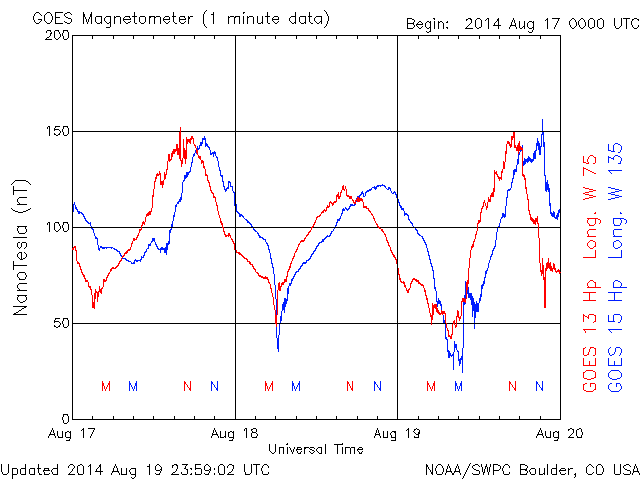 GOES Magnetometer (1 minute data)
Begin: 2014 Aug 17 0000 UTC
200
150
100
50
0
NanoTesla (nT)
M M N N M M N N M M N N
Aug 17 Aug 18 Aug 19 Aug 20
Universal Time
GOES 13 Hp Long. W 75
GOES 15 Hp Long. W 135
Updated 2014 Aug 19 23:59:02 UTC
NOAA/SWPC Boulder, CO USA